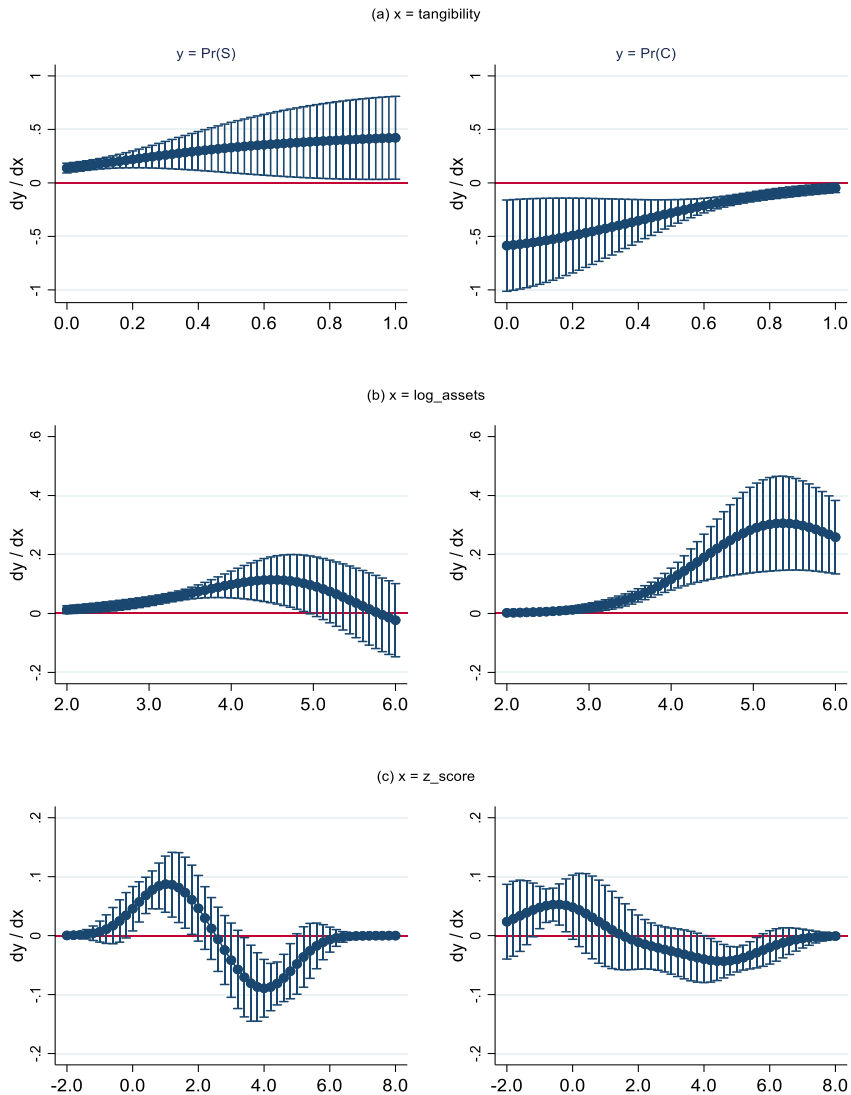 (a) x = tangibility
y = Pr(S)
y = Pr(C)
dy / dx
1
.5
0
-.5
-1
0.0 0.2 0.4 0.6 0.8 1.0
dy / dx
1
.5
0
-.5
-1
0.0 0.2 0.4 0.6 0.8 1.0
(b) x = log_assets
dy / dx
.6
.4
.2
0
-.2
2.0 3.0 4.0 5.0 6.0
dy / dx
.6
.4
.2
0
-.2
2.0 3.0 4.0 5.0 6.0
(c) x = z_score
dy / dx
.2
.1
0
-.1
-.2
-2.0 0.0 2.0 4.0 6.0 8.0
dy / dx
.2
.1
0
-.1
-.2
-2.0 0.0 2.0 4.0 6.0 8.0